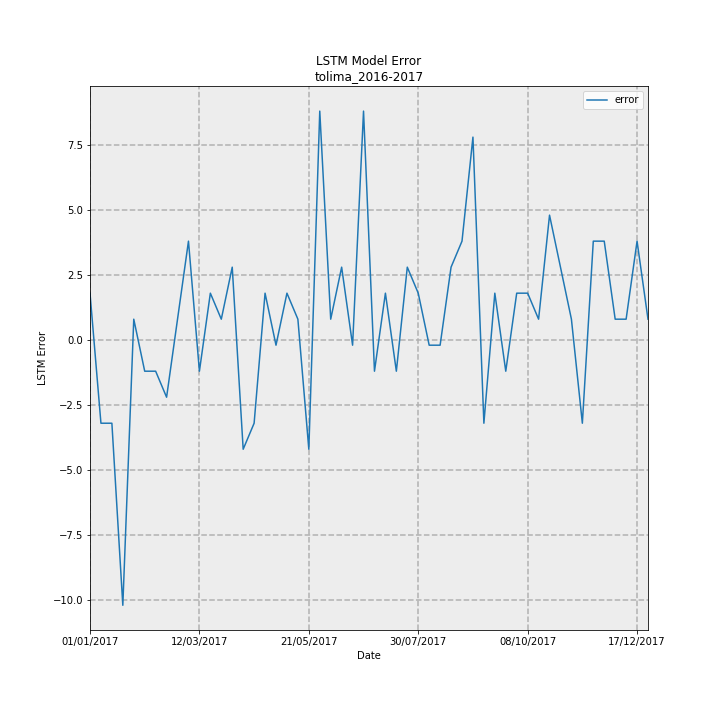 LSTM Model Error
tolima_2016-2017
error
7.5
5.0
2.5
0.0
−2.5
−5.0
−7.5
−10.0
LSTM Error
01/01/2017 12/03/2017 21/05/2017 30/07/2017 08/10/2017 17/12/2017
Date